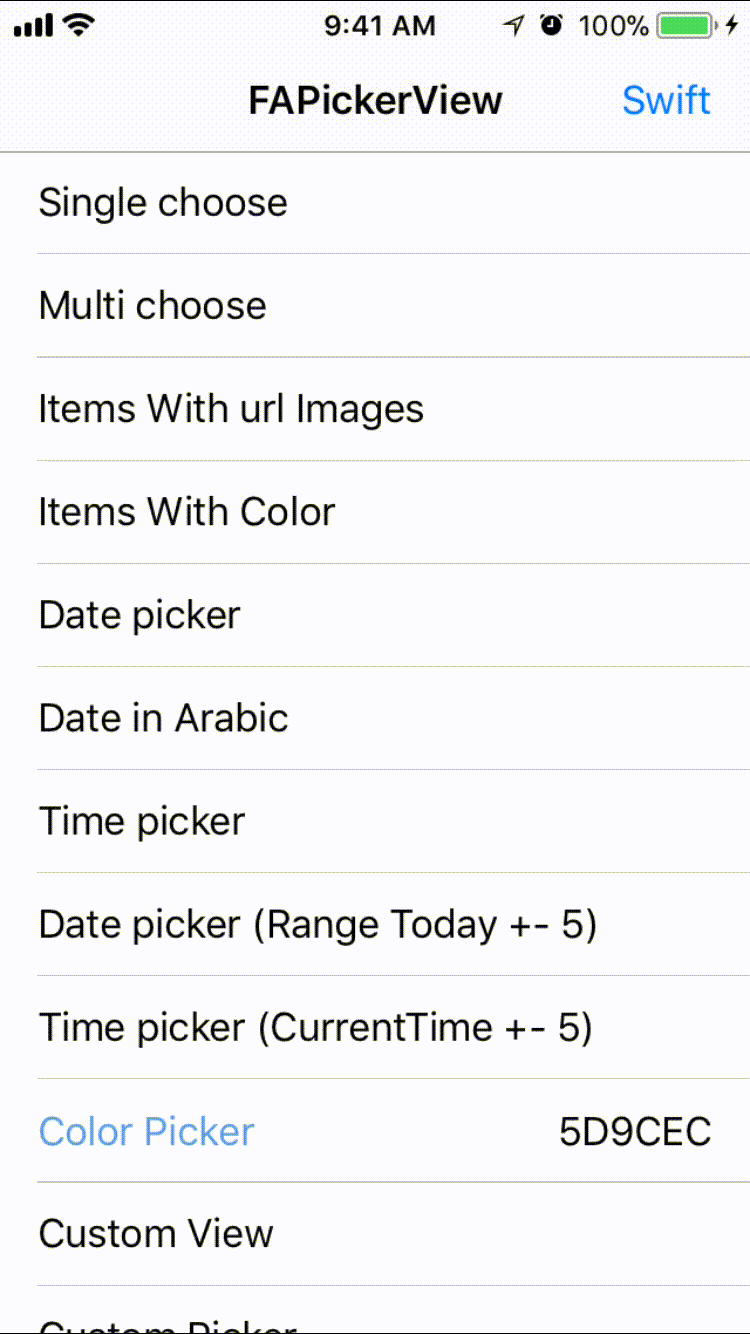 9:41 AM 100%
FAPickerView Swift
Single choose
Multi choose
Items With url Images
Items With Color
Date picker
Date in Arabic
Time picker
Date picker (Range Today +- 5)
Time picker (CurrentTime +- 5)
Color Picker 5D9CEC
Custom View
Custom Picker